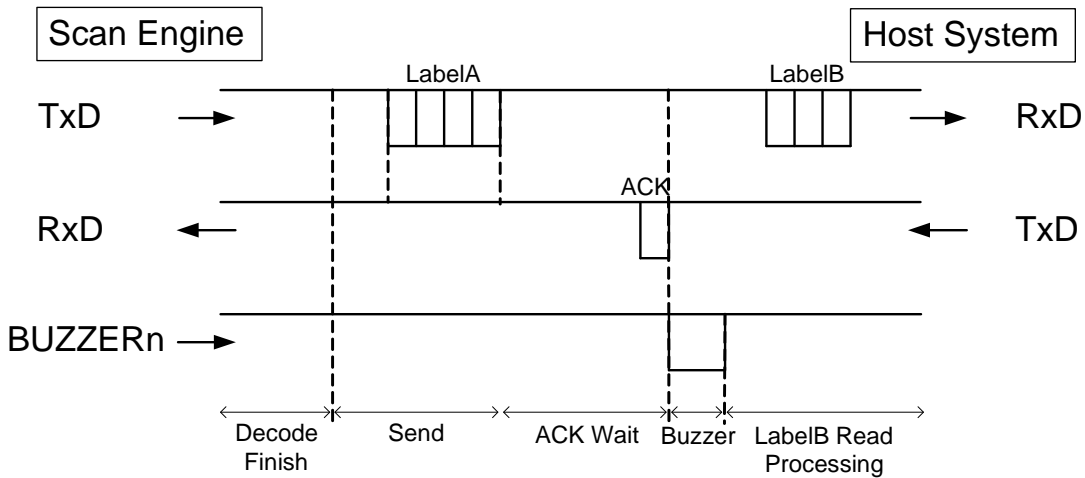 Scan Engine
Host System
LabelA
LabelB
TxD
RxD
ACK
RxD
TxD
BUZZERn
Decode
Finish
Send
ACK Wait
Buzzer
LabelB Read
Processing